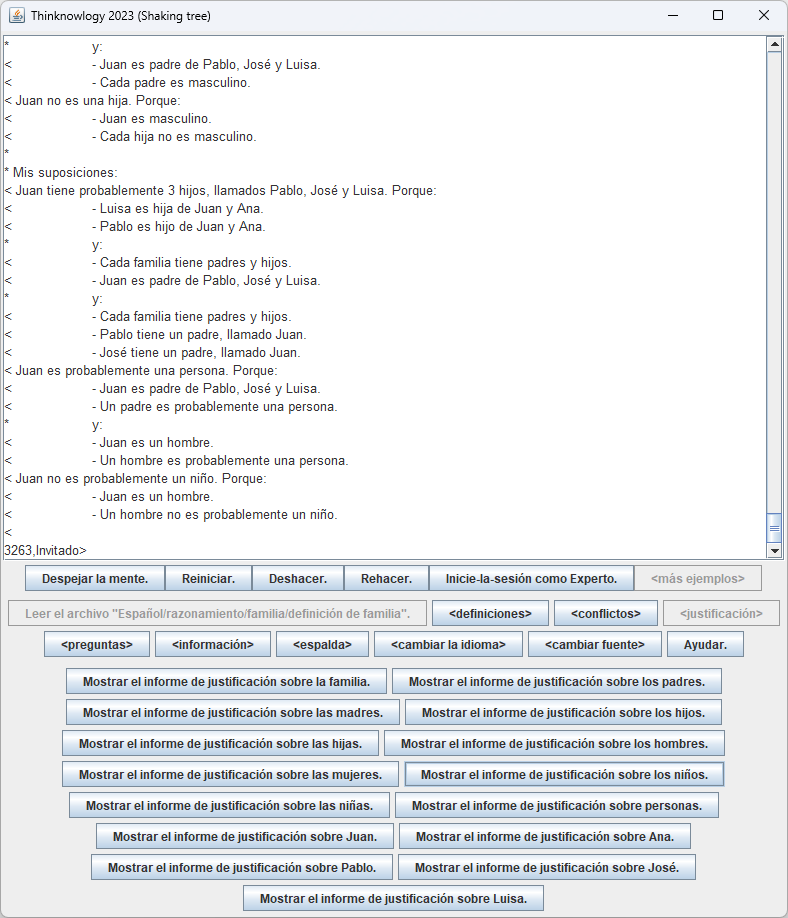 Thinknowlogy 2023 (Shaking tree)
* y:
< - Juan es padre de Pablo, José y Luisa.
< - Cada padre es masculino.
< Juan no es una hija. Porque:
< - Juan es masculino.
< - Cada hija no es masculino.
*
* Mis suposiciones:
< Juan tiene probablemente 3 hijos, llamados Pablo, José y Luisa. Porque:
< - Luisa es hija de Juan y Ana.
< - Pablo es hijo de Juan y Ana.
* y:
< - Cada familia tiene padres y hijos.
< - Juan es padre de Pablo, José y Luisa.
* y:
< - Cada familia tiene padres y hijos.
< - Pablo tiene un padre, llamado Juan.
< - José tiene un padre, llamado Juan.
< Juan es probablemente una persona. Porque:
< - Juan es padre de Pablo, José y Luisa.
< - Un padre es probablemente una persona.
* y:
< - Juan es un hombre.
< - Un hombre es probablemente una persona.
< Juan no es probablemente un niño. Porque:
< - Juan es un hombre.
< - Un hombre no es probablemente un niño.
<
3263,Invitado>
Despejar la mente. Reiniciar. Deshacer. Rehacer. Inicie-la-sesión como Experto. <más ejemplos>
Leer el archivo "Español/razonamiento/familia/definición de familia". <definiciones> <conflictos> <justificación>
<preguntas> <información> <espalda> <cambiar la idioma> <cambiar fuente> Ayudar.
Mostrar el informe de justificación sobre la familia. Mostrar el informe de justificación sobre los padres.
Mostrar el informe de justificación sobre las madres. Mostrar el informe de justificación sobre los hijos.
Mostrar el informe de justificación sobre las hijas. Mostrar el informe de justificación sobre los hombres.
Mostrar el informe de justificación sobre las mujeres. Mostrar el informe de justificación sobre los niños.
Mostrar el informe de justificación sobre las niñas. Mostrar el informe de justificación sobre personas.
Mostrar el informe de justificación sobre Juan. Mostrar el informe de justificación sobre Ana.
Mostrar el informe de justificación sobre Pablo. Mostrar el informe de justificación sobre José.
Mostrar el informe de justificación sobre Luisa.